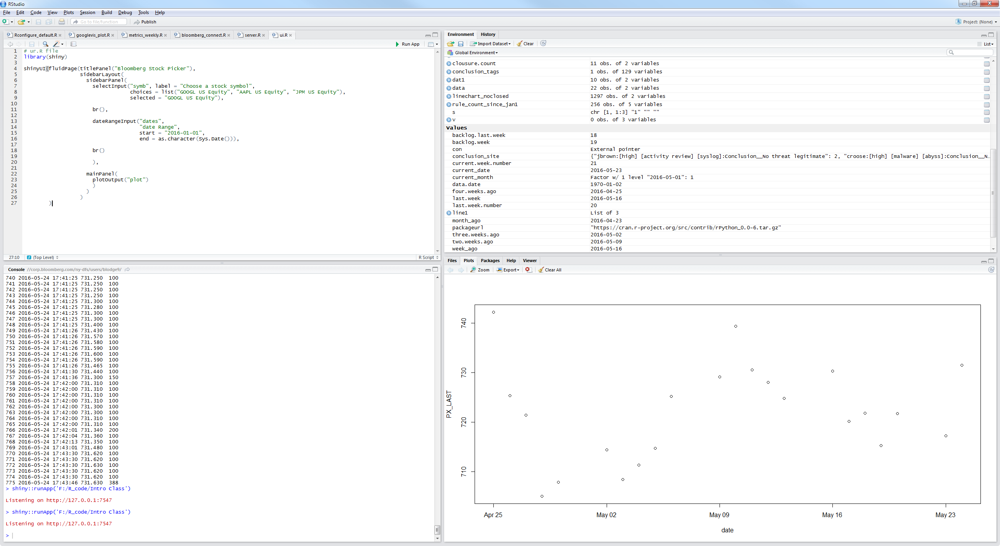 RStudio
File Edit Code View Plots Session Build Debug Tools Help
Go to file/function Publish Project: (None)
Rconfigure_default.R googlevis_plot.R metrics_weekly.R bloomberg_connect.R server.R ui.R
Run App
1 # ur.R file
2 library(shiny)
3
4 shinyUI(fluidPage(titlePanel("Bloomberg Stock Picker"),
5 sidebarLayout(
6 sidebarPanel(
7 selectInput("symb", label = "Choose a stock symbol",
8 choices = list("GOOGL US Equity", "AAPL US Equity", "JPM US Equity"),
9 selected = "GOOGL US Equity"),
10
11 br(),
12
13 dateRangeInput("dates",
14 "date Range",
15 start = "2016-01-01",
16 end = as.character(Sys.Date())),
17
18 br()
19
20 ),
21
22 mainPanel(
23 plotOutput("plot")
24 )
25 )
26 )
27 )
27:10 (Top Level) R Script
Console //corp.bloomberg.com/ny-dfs/users/blodge9/
740 2016-05-24 17:41:25 731.250 100
741 2016-05-24 17:41:25 731.250 100
742 2016-05-24 17:41:25 731.250 100
743 2016-05-24 17:41:25 731.250 100
744 2016-05-24 17:41:25 731.300 100
745 2016-05-24 17:41:25 731.280 100
746 2016-05-24 17:41:25 731.300 100
747 2016-05-24 17:41:25 731.300 100
748 2016-05-24 17:41:25 731.400 100
749 2016-05-24 17:41:26 731.430 100
750 2016-05-24 17:41:26 731.570 100
751 2016-05-24 17:41:26 731.580 100
752 2016-05-24 17:41:26 731.590 100
753 2016-05-24 17:41:26 731.600 100
754 2016-05-24 17:41:26 731.590 100
755 2016-05-24 17:41:26 731.465 100
756 2016-05-24 17:41:30 731.440 100
757 2016-05-24 17:41:36 731.300 150
758 2016-05-24 17:42:00 731.310 100
759 2016-05-24 17:42:00 731.310 100
760 2016-05-24 17:42:00 731.310 100
761 2016-05-24 17:42:00 731.310 100
762 2016-05-24 17:42:00 731.300 100
763 2016-05-24 17:42:00 731.300 100
764 2016-05-24 17:42:00 731.310 100
765 2016-05-24 17:42:00 731.310 100
766 2016-05-24 17:42:01 731.340 200
767 2016-05-24 17:42:04 731.360 100
768 2016-05-24 17:42:13 731.350 100
769 2016-05-24 17:43:01 731.480 100
770 2016-05-24 17:43:30 731.620 100
771 2016-05-24 17:43:30 731.620 100
772 2016-05-24 17:43:30 731.630 100
773 2016-05-24 17:43:30 731.620 100
774 2016-05-24 17:43:30 731.620 100
775 2016-05-24 17:43:46 731.630 388
> shiny::runApp('F:/R_code/Intro Class')
Listening on http://127.0.0.1:7547
> shiny::runApp('F:/R_code/Intro Class')
Listening on http://127.0.0.1:7547
>
Environment History
Import Dataset Clear List
Global Environment
clousure.count 11 obs. of 2 variables
conclusion_tags 1 obs. of 129 variables
dat1 10 obs. of 2 variables
data 22 obs. of 2 variables
linechart_noclosed 1297 obs. of 2 variables
rule_count_since_jan1 256 obs. of 5 variables
s chr [1, 1:3] "1" "" ""
v 0 obs. of 3 variables
Values
backlog.last.week 18
backlog.week 19
con External pointer
conclusion_site {"jbrown:[high] [activity review] [syslog]:Conclusion__No threat legitimate": 2, "croose:[high] [malware] [abyss]:Conclusion__N…
current.week.number 21
current_date 2016-05-23
current_month Factor w/ 1 level "2016-05-01": 1
data.date 1970-01-02
four.weeks.ago 2016-04-25
last.week 2016-05-16
last.week.number 20
line1 List of 3
month_ago 2016-04-23
packageurl "https://cran.r-project.org/src/contrib/rPython_0.0-6.tar.gz"
three.weeks.ago 2016-05-02
two.weeks.ago 2016-05-09
week_ago 2016-05-16
Files Plots Packages Help Viewer
Zoom Export Clear All
740
730
720
710
PX_LAST
Apr 25 May 02 May 09 May 16 May 23
date